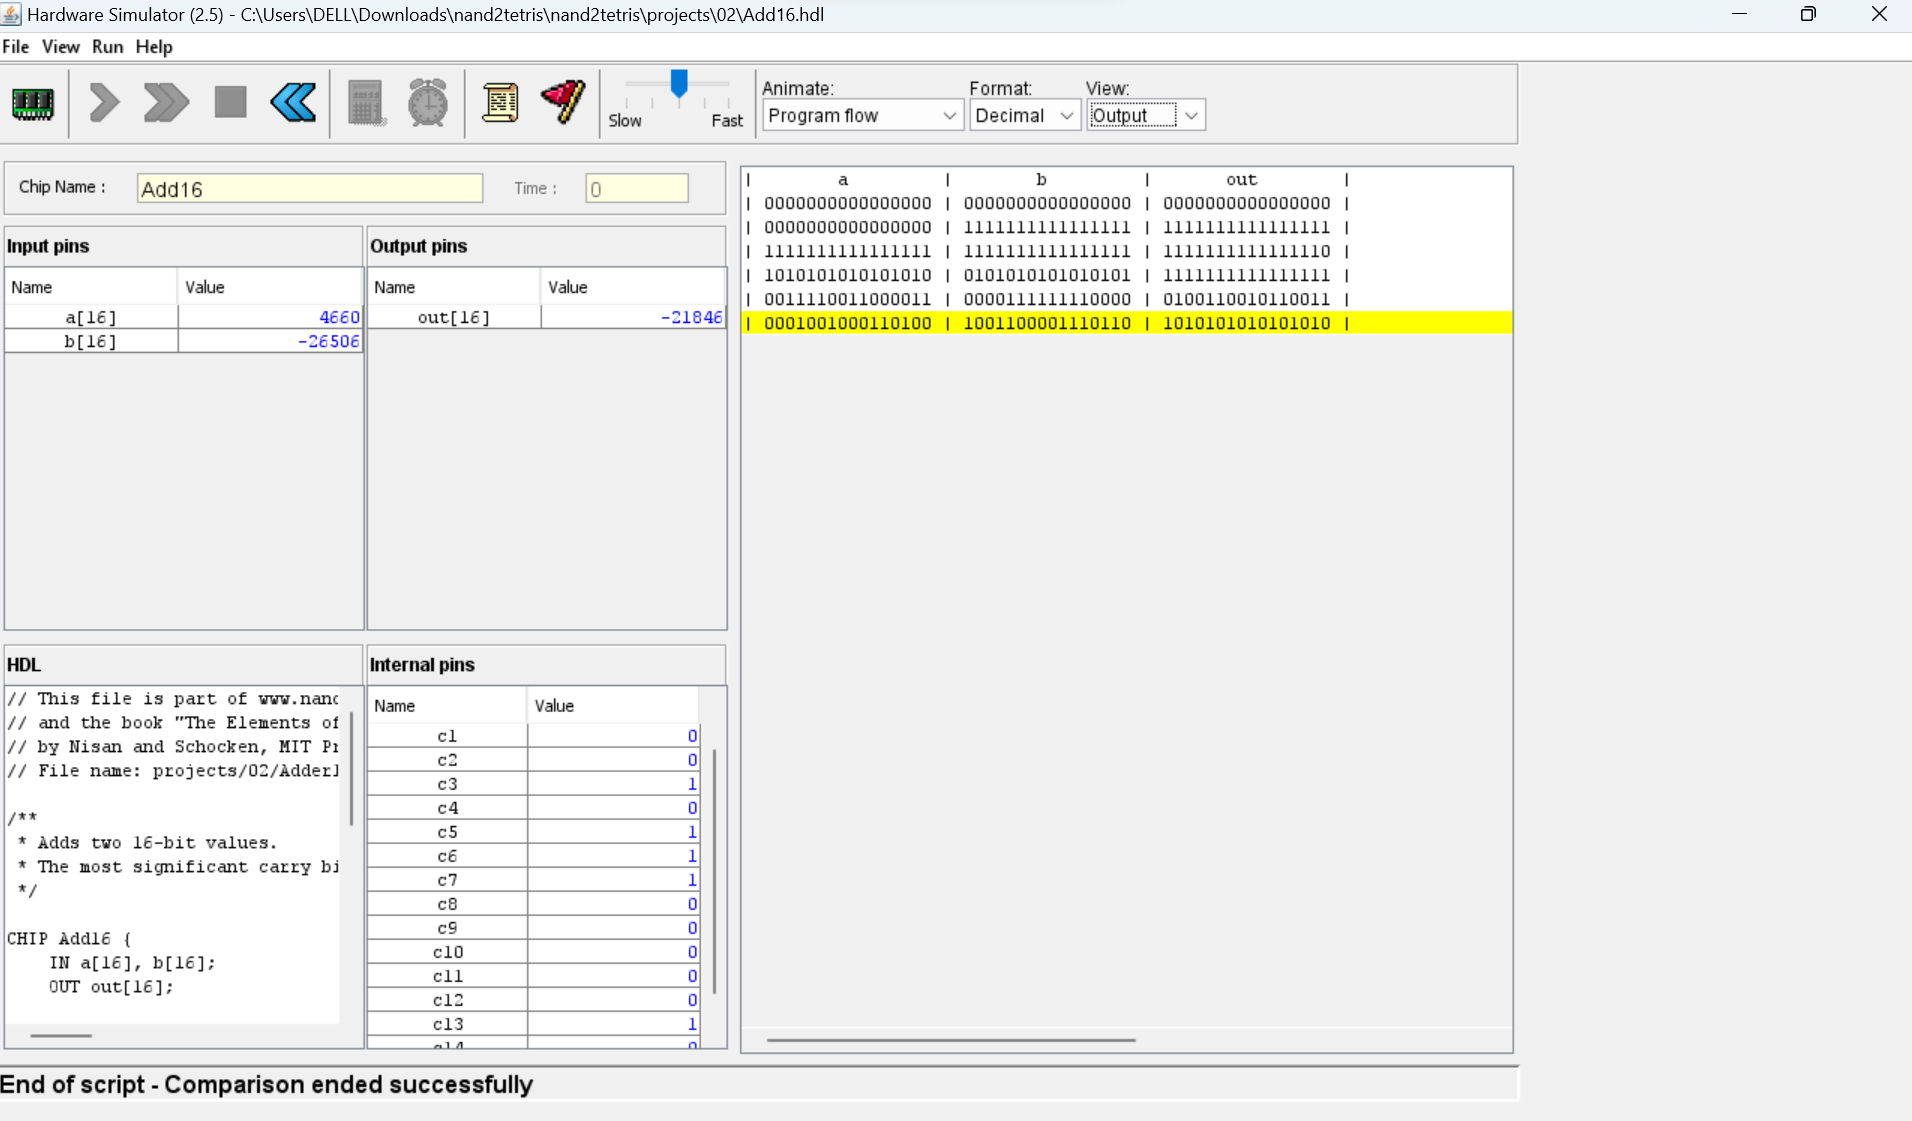 Hardware Simulator (2.5) - C:\Users\DELL\Downloads\nand2tetris\nand2tetris\projects\02\Add16.hdl
File View Run Help
Slow Fast
Animate: Format: View:
Program flow Decimal Output
Chip Name : Add16 Time : 0
Input pins
Name Value
a[16] 4660
b[16] -26506
Output pins
Name Value
out[16] -21846
| a | b | out |
| 0000000000000000 | 0000000000000000 | 0000000000000000 |
| 0000000000000000 | 1111111111111111 | 1111111111111111 |
| 1111111111111111 | 1111111111111111 | 1111111111111110 |
| 1010101010101010 | 0101010101010101 | 1111111111111111 |
| 0011110011000011 | 0000111111110000 | 0100110010110011 |
| 0001001000110100 | 1001100001110110 | 1010101010101010 |
HDL
// This file is part of www.nand
// and the book "The Elements of
// by Nisan and Schocken, MIT Pr
// File name: projects/02/Adder1
/**
* Adds two 16-bit values.
* The most significant carry bi
*/
CHIP Add16 {
IN a[16], b[16];
OUT out[16];
Internal pins
Name Value
c1 0
c2 0
c3 1
c4 0
c5 1
c6 1
c7 1
c8 0
c9 0
c10 0
c11 0
c12 0
c13 1
c14 0
End of script - Comparison ended successfully